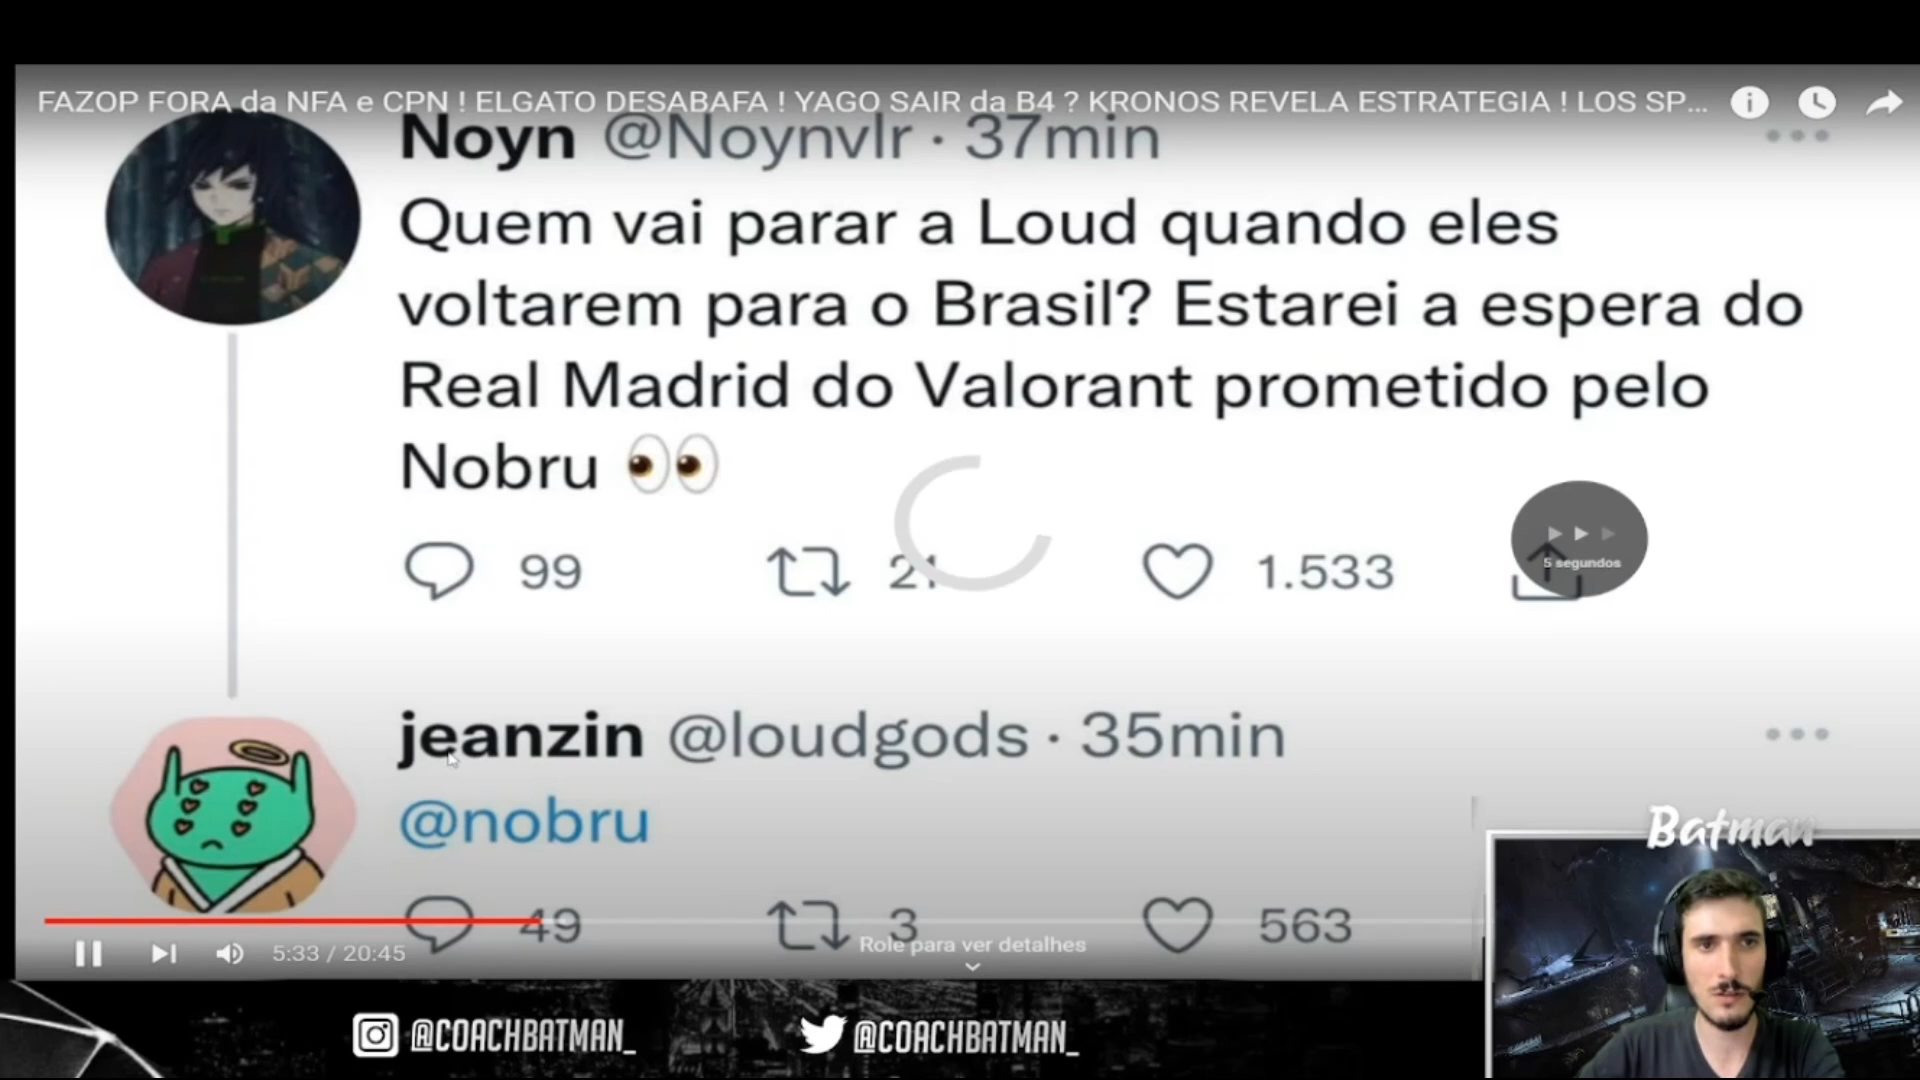 FAZOP FORA da NFA e CPN ! ELGATO DESABAFA ! YAGO SAIR da B4 ? KRONOS REVELA ESTRATEGIA ! LOS SP...
Noyn @Noynvlr · 37min
Quem vai parar a Loud quando eles
voltarem para o Brasil? Estarei a espera do
Real Madrid do Valorant prometido pelo
Nobru 👀
99 21 1.533
5 segundos
jeanzin @loudgods · 35min
@nobru
49 3 563
5:33 / 20:45
Role para ver detalhes
Batman
@COACHBATMAN_
@COACHBATMAN_